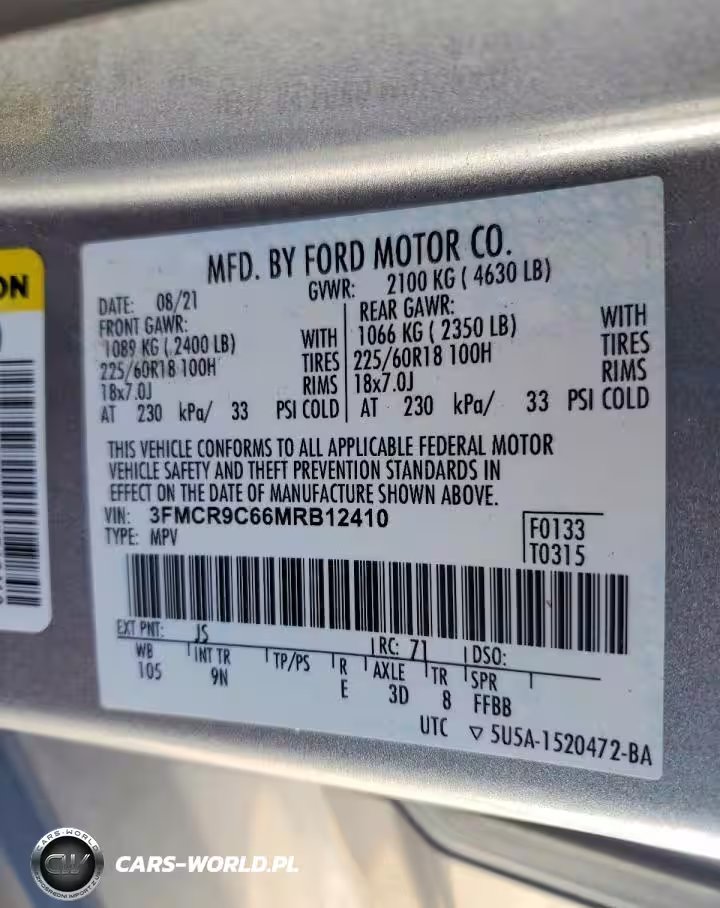 ON
MFD. BY FORD MOTOR CO.
DATE: 08/21 GVWR: 2100 KG ( 4630 LB)
FRONT GAWR: REAR GAWR:
1089 KG ( 2400 LB) WITH 1066 KG ( 2350 LB) WITH
225/60R18 100H TIRES 225/60R18 100H TIRES
18x7.0J RIMS 18x7.0J RIMS
AT 230 kPa/ 33 PSI COLD AT 230 kPa/ 33 PSI COLD
THIS VEHICLE CONFORMS TO ALL APPLICABLE FEDERAL MOTOR
VEHICLE SAFETY AND THEFT PREVENTION STANDARDS IN
EFFECT ON THE DATE OF MANUFACTURE SHOWN ABOVE.
VIN: 3FMCR9C66MRB12410 F0133
TYPE: MPV T0315
EXT PNT: JS RC: 71 DSO:
WB INT TR TP/PS R AXLE TR SPR
105 9N E 3D 8 FFBB
UTC ▽ 5U5A-1520472-BA
CARS-WORLD
CW
CARS-WORLD.PL